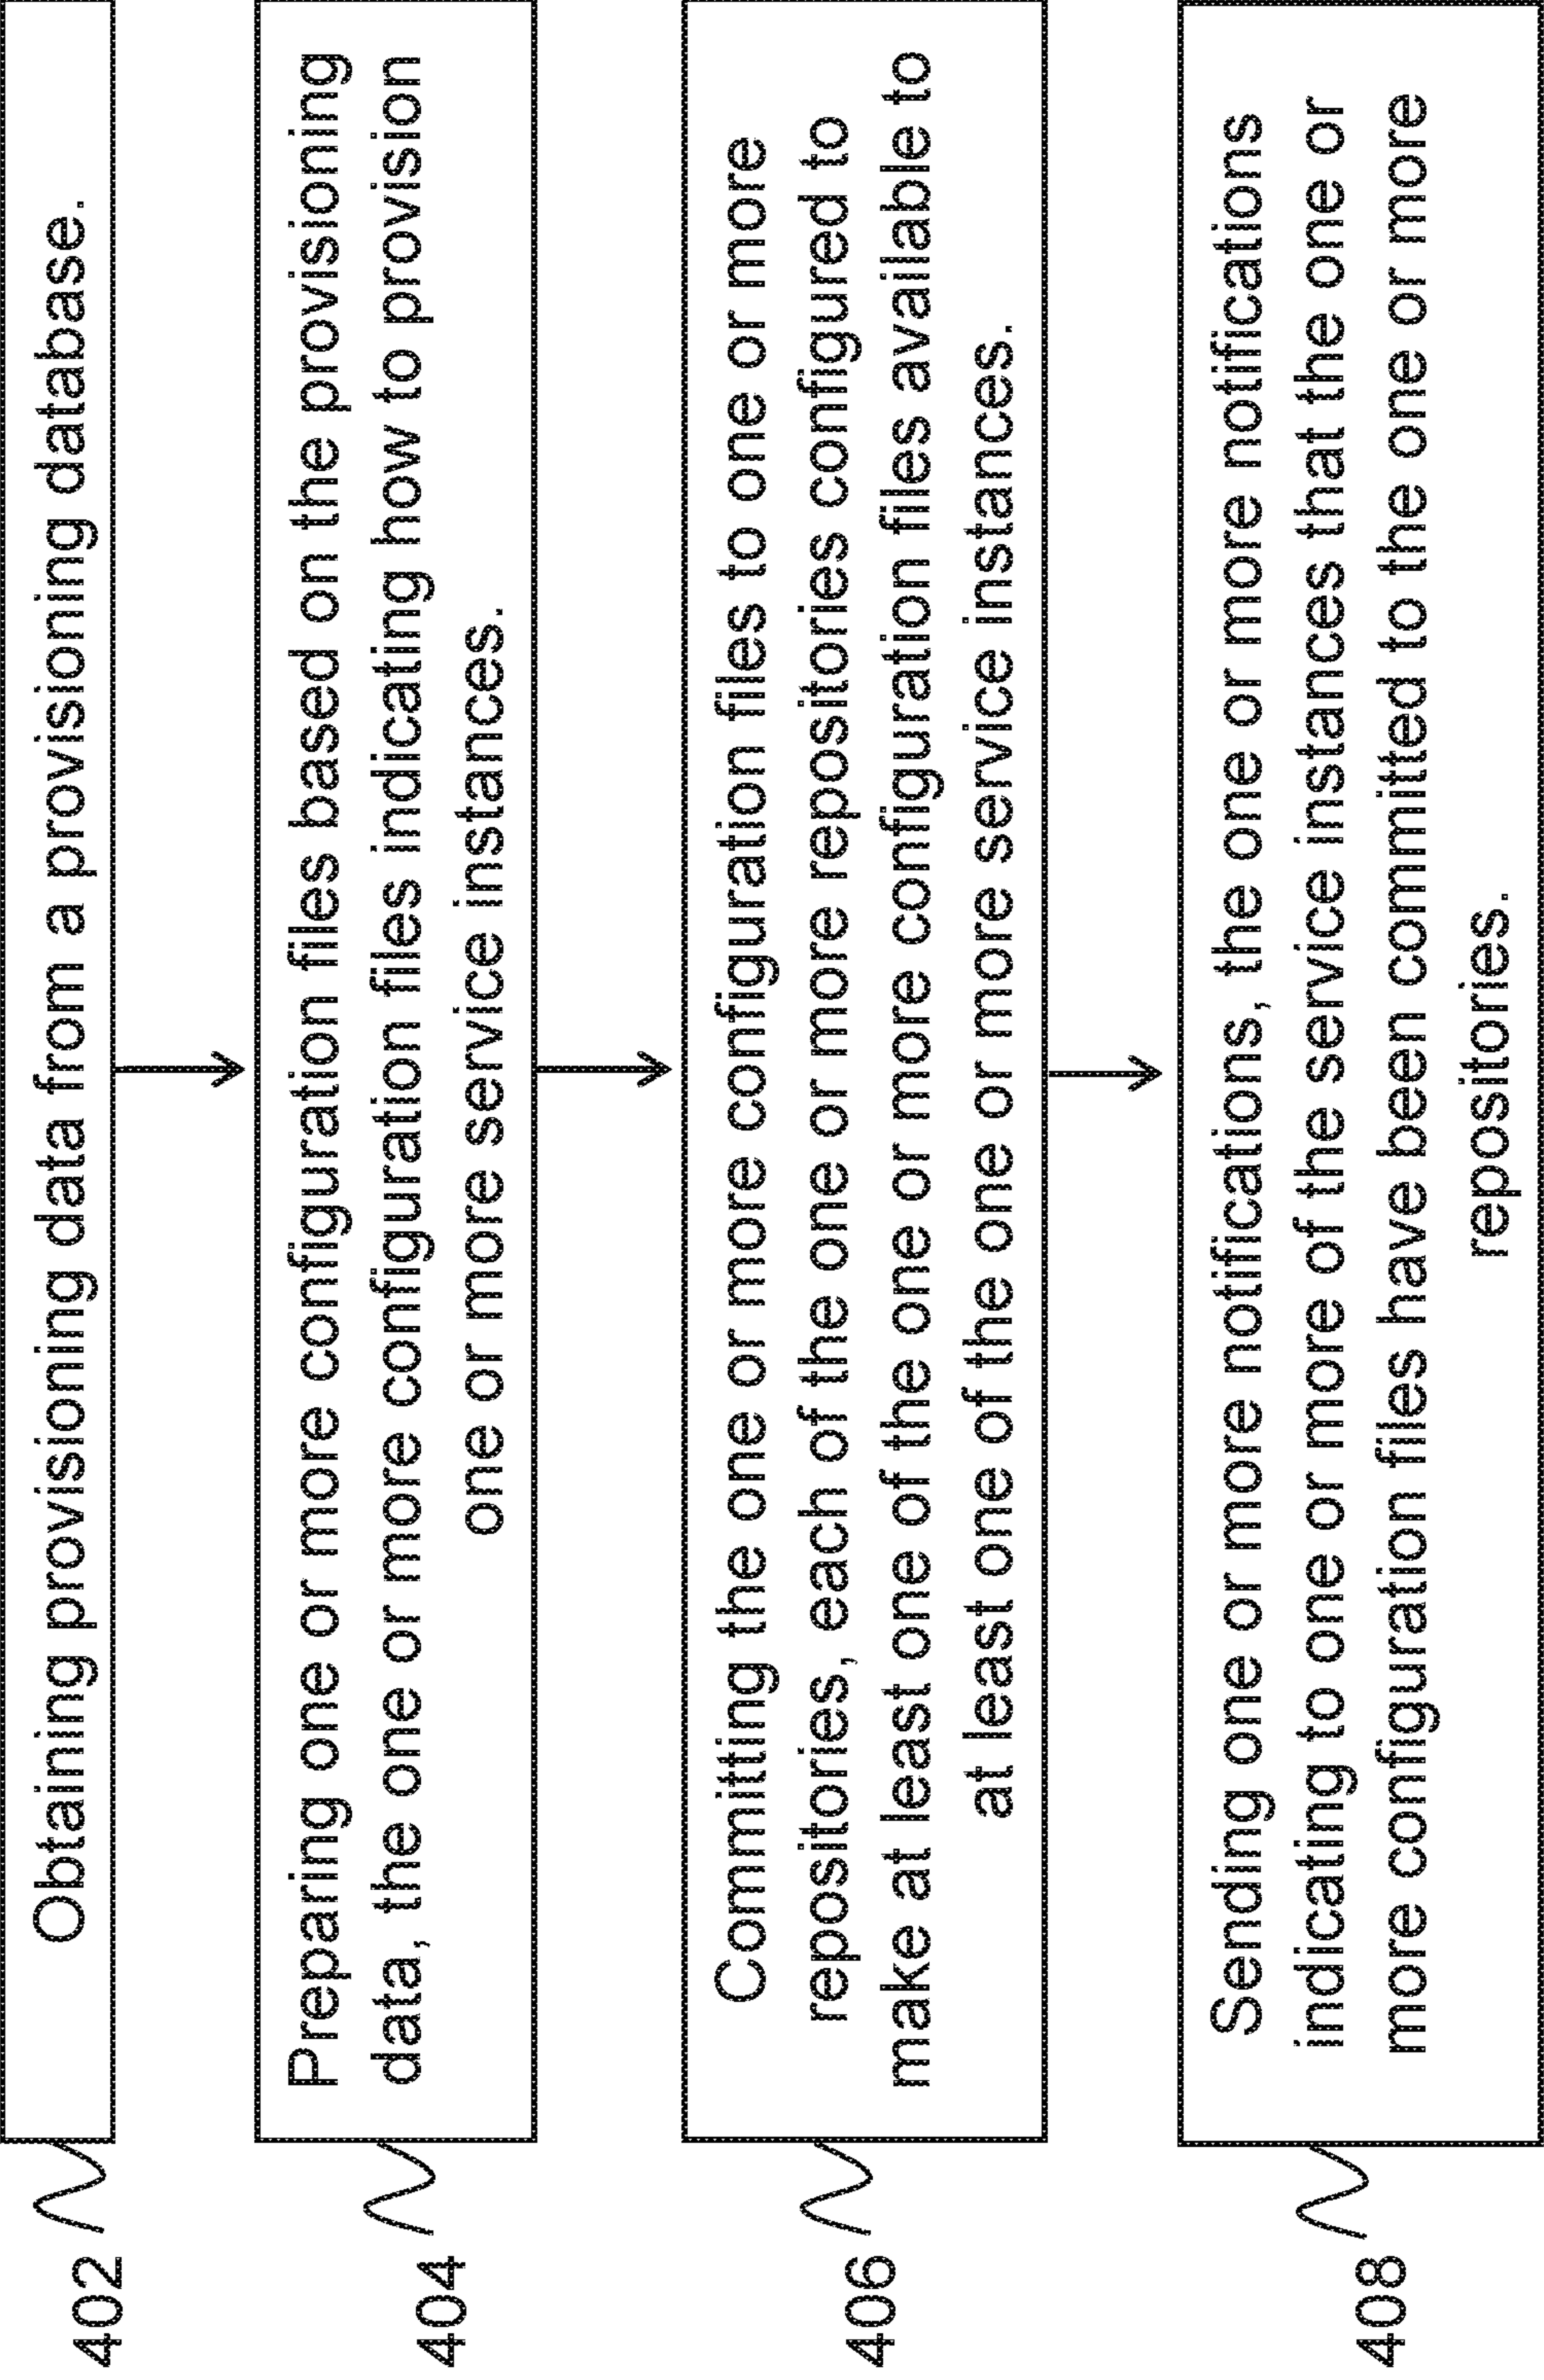 402
Obtaining provisioning data from a provisioning database.
404
Preparing one or more configuration files based on the provisioning
data, the one or more configuration files indicating how to provision
one or more service instances.
406
Committing the one or more configuration files to one or more
repositories, each of the one or more repositories configured to
make at least one of the one or more configuration files available to
at least one of the one or more service instances.
408
Sending one or more notifications, the one or more notifications
indicating to one or more of the service instances that the one or
more configuration files have been committed to the one or more
repositories.